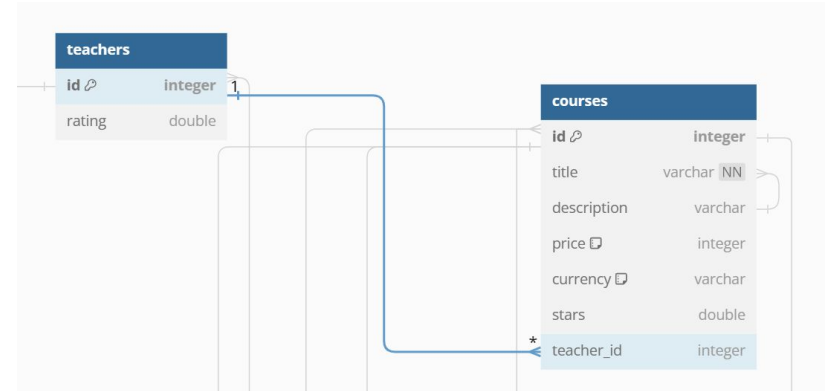 teachers
id integer
rating double
1
courses
id integer
title varchar NN
description varchar
price integer
currency varchar
stars double
* teacher_id integer